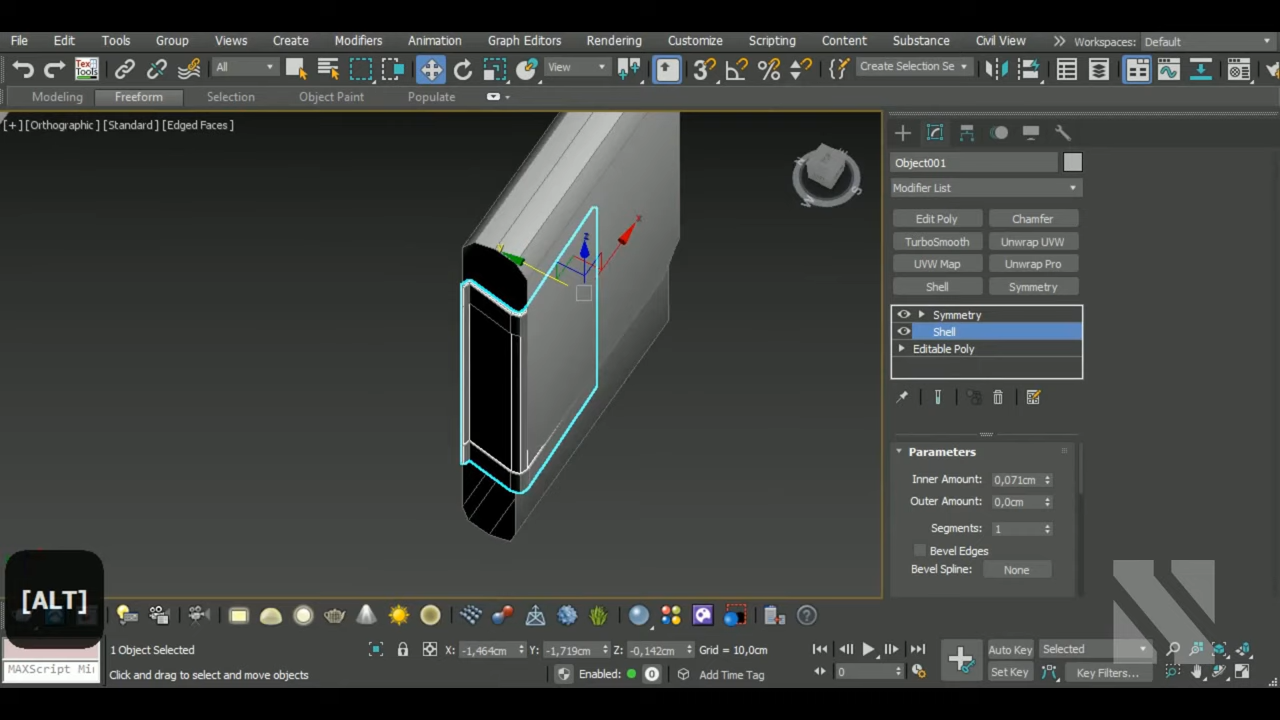 File Edit Tools Group Views Create Modifiers Animation Graph Editors Rendering Customize Scripting Content Substance Civil View Workspaces: Default
Tex Tools All View Create Selection Se
Modeling Freeform Selection Object Paint Populate
[+] [Orthographic] [Standard] [Edged Faces]
Object001
Modifier List
Edit Poly Chamfer
TurboSmooth Unwrap UVW
UVW Map Unwrap Pro
Shell Symmetry
Symmetry
Shell
Editable Poly
Parameters
Inner Amount: 0,071cm
Outer Amount: 0,0cm
Segments: 1
Bevel Edges
Bevel Spline: None
x
y
z
[ALT]
1 Object Selected X: -1,464cm Y: -1,719cm Z: -0,142cm Grid = 10,0cm Auto Key Selected
MAXScript Mi Click and drag to select and move objects Enabled: 0 Add Time Tag 0 Set Key Key Filters...